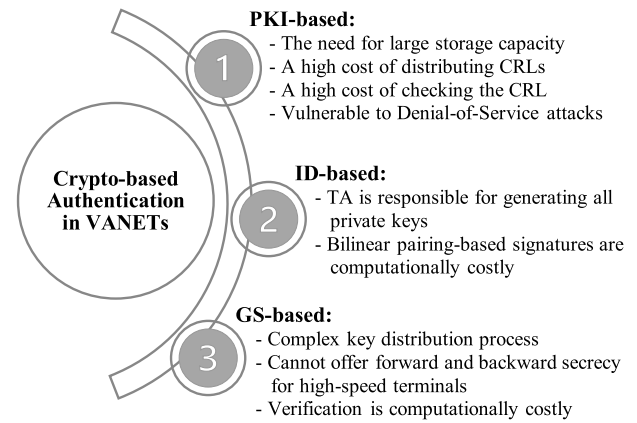 Crypto-based
Authentication
in VANETs
1
PKI-based:
- The need for large storage capacity
- A high cost of distributing CRLs
- A high cost of checking the CRL
- Vulnerable to Denial-of-Service attacks
2
ID-based:
- TA is responsible for generating all
private keys
- Bilinear pairing-based signatures are
computationally costly
3
GS-based:
- Complex key distribution process
- Cannot offer forward and backward secrecy
for high-speed terminals
- Verification is computationally costly